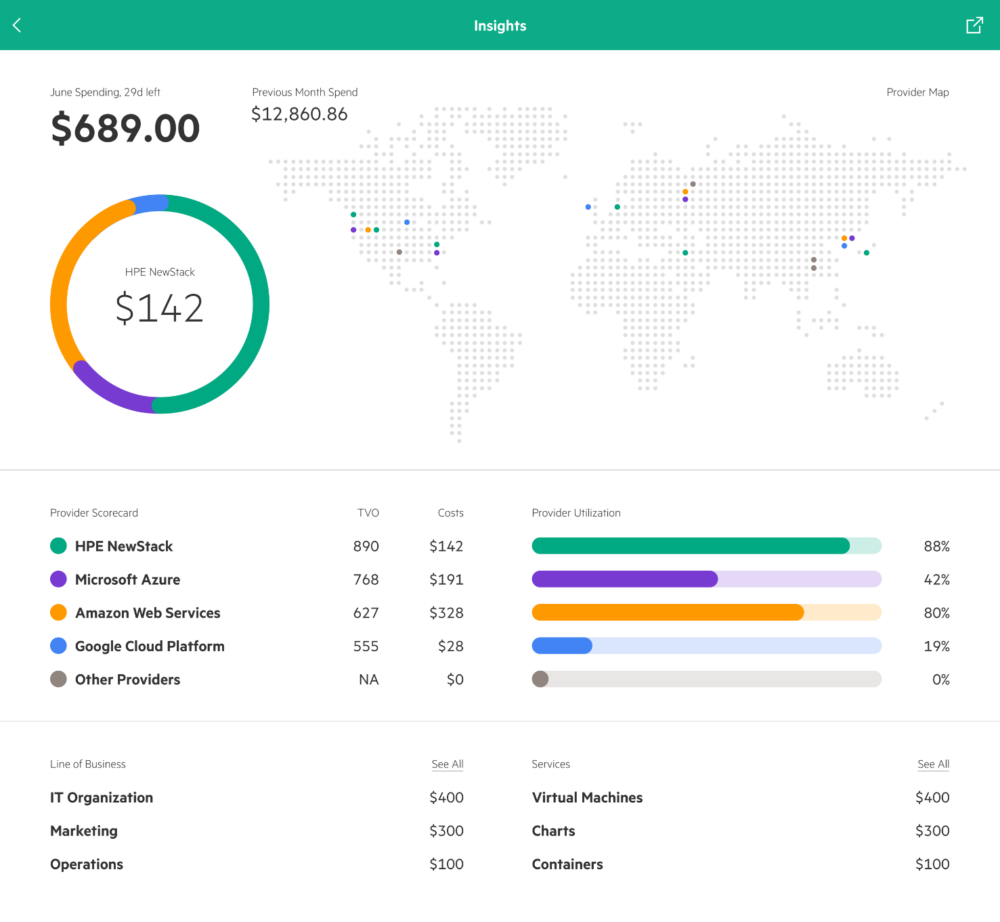 Insights
June Spending, 29d left
$689.00
Previous Month Spend
$12,860.86
Provider Map
HPE NewStack
$142
Provider Scorecard TVO Costs
HPE NewStack 890 $142
Microsoft Azure 768 $191
Amazon Web Services 627 $328
Google Cloud Platform 555 $28
Other Providers NA $0
Provider Utilization
88%
42%
80%
19%
0%
Line of Business See All
IT Organization $400
Marketing $300
Operations $100
Services See All
Virtual Machines $400
Charts $300
Containers $100